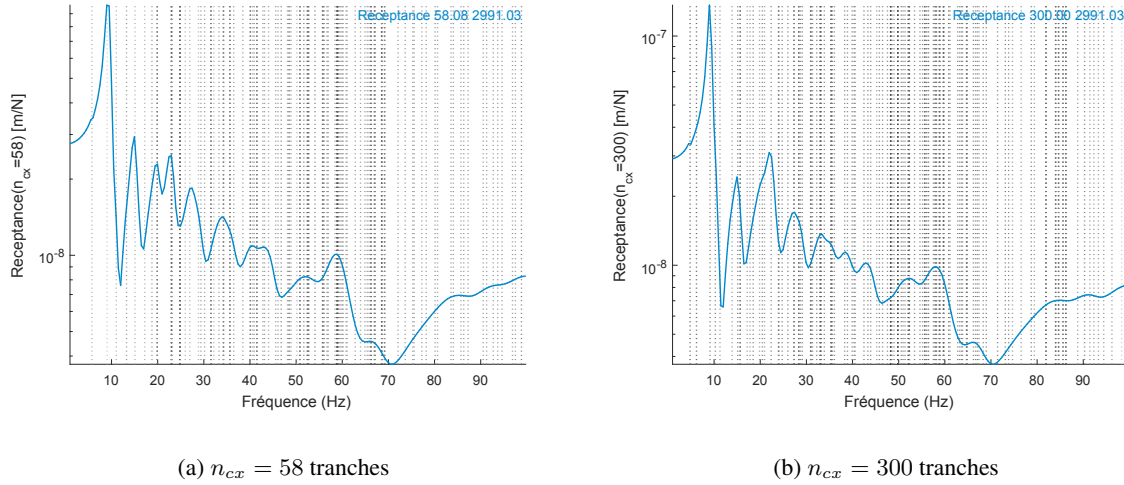 Receptance 58.08 2991.03
Receptance(n_cx =58) [m/N]
10^-8
10 20 30 40 50 60 70 80 90
Fréquence (Hz)
(a) n_cx = 58 tranches
Receptance 300.00 2991.03
Receptance(n_cx =300) [m/N]
10^-7
10^-8
10 20 30 40 50 60 70 80 90
Fréquence (Hz)
(b) n_cx = 300 tranches